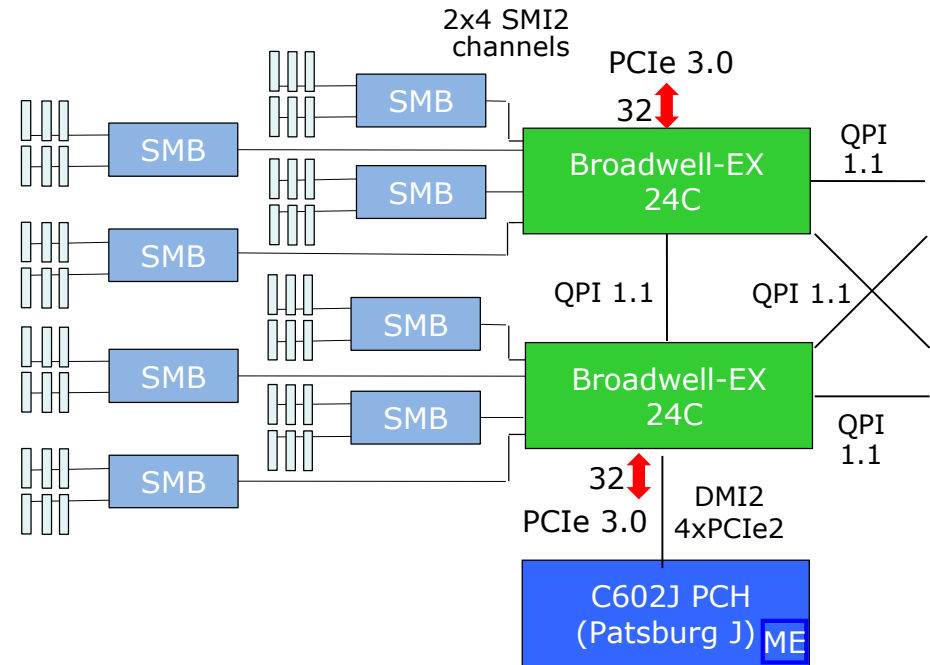 2x4 SMI2
channels
PCIe 3.0
32
SMB
SMB
QPI
1.1
Broadwell-EX
24C
SMB
SMB
QPI 1.1
QPI 1.1
SMB
SMB
Broadwell-EX
24C
SMB
QPI
1.1
SMB
32
PCIe 3.0
DMI2
4xPCIe2
C602J PCH
(Patsburg J)
ME